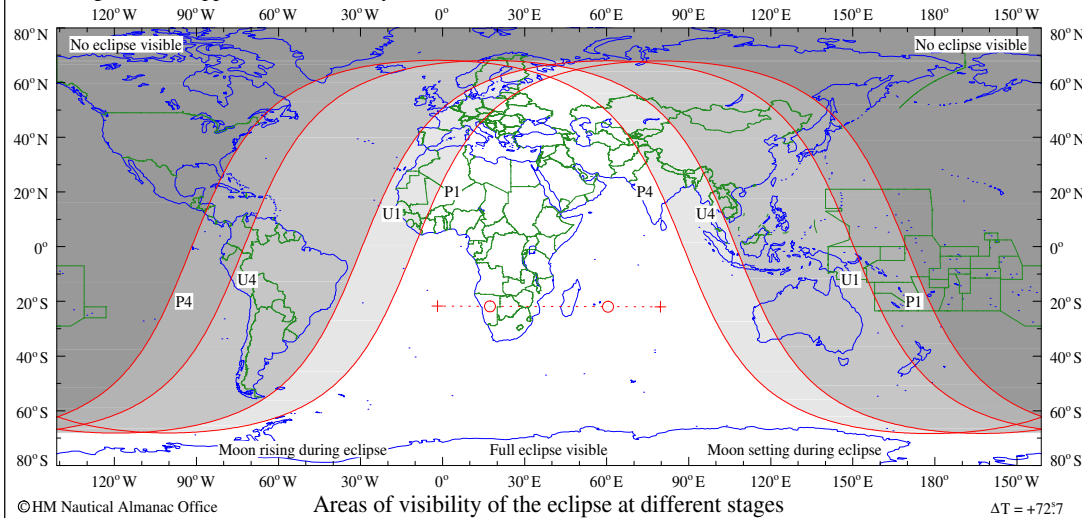 120° W 90° W 60° W 30° W 0° 30° E 60° E 90° E 120° E 150° E 180° 150° W
80° N 80° N
No eclipse visible No eclipse visible
60° N 60° N
40° N 40° N
20° N P1 P4 20° N
U1 U4
0° 0°
U4 U1
P4 P1
20° S 20° S
40° S 40° S
60° S 60° S
Moon rising during eclipse Full eclipse visible Moon setting during eclipse
80° S 80° S
120° W 90° W 60° W 30° W 0° 30° E 60° E 90° E 120° E 150° E 180° 150° W
©HM Nautical Almanac Office Areas of visibility of the eclipse at different stages ΔT = +72ˢ.7